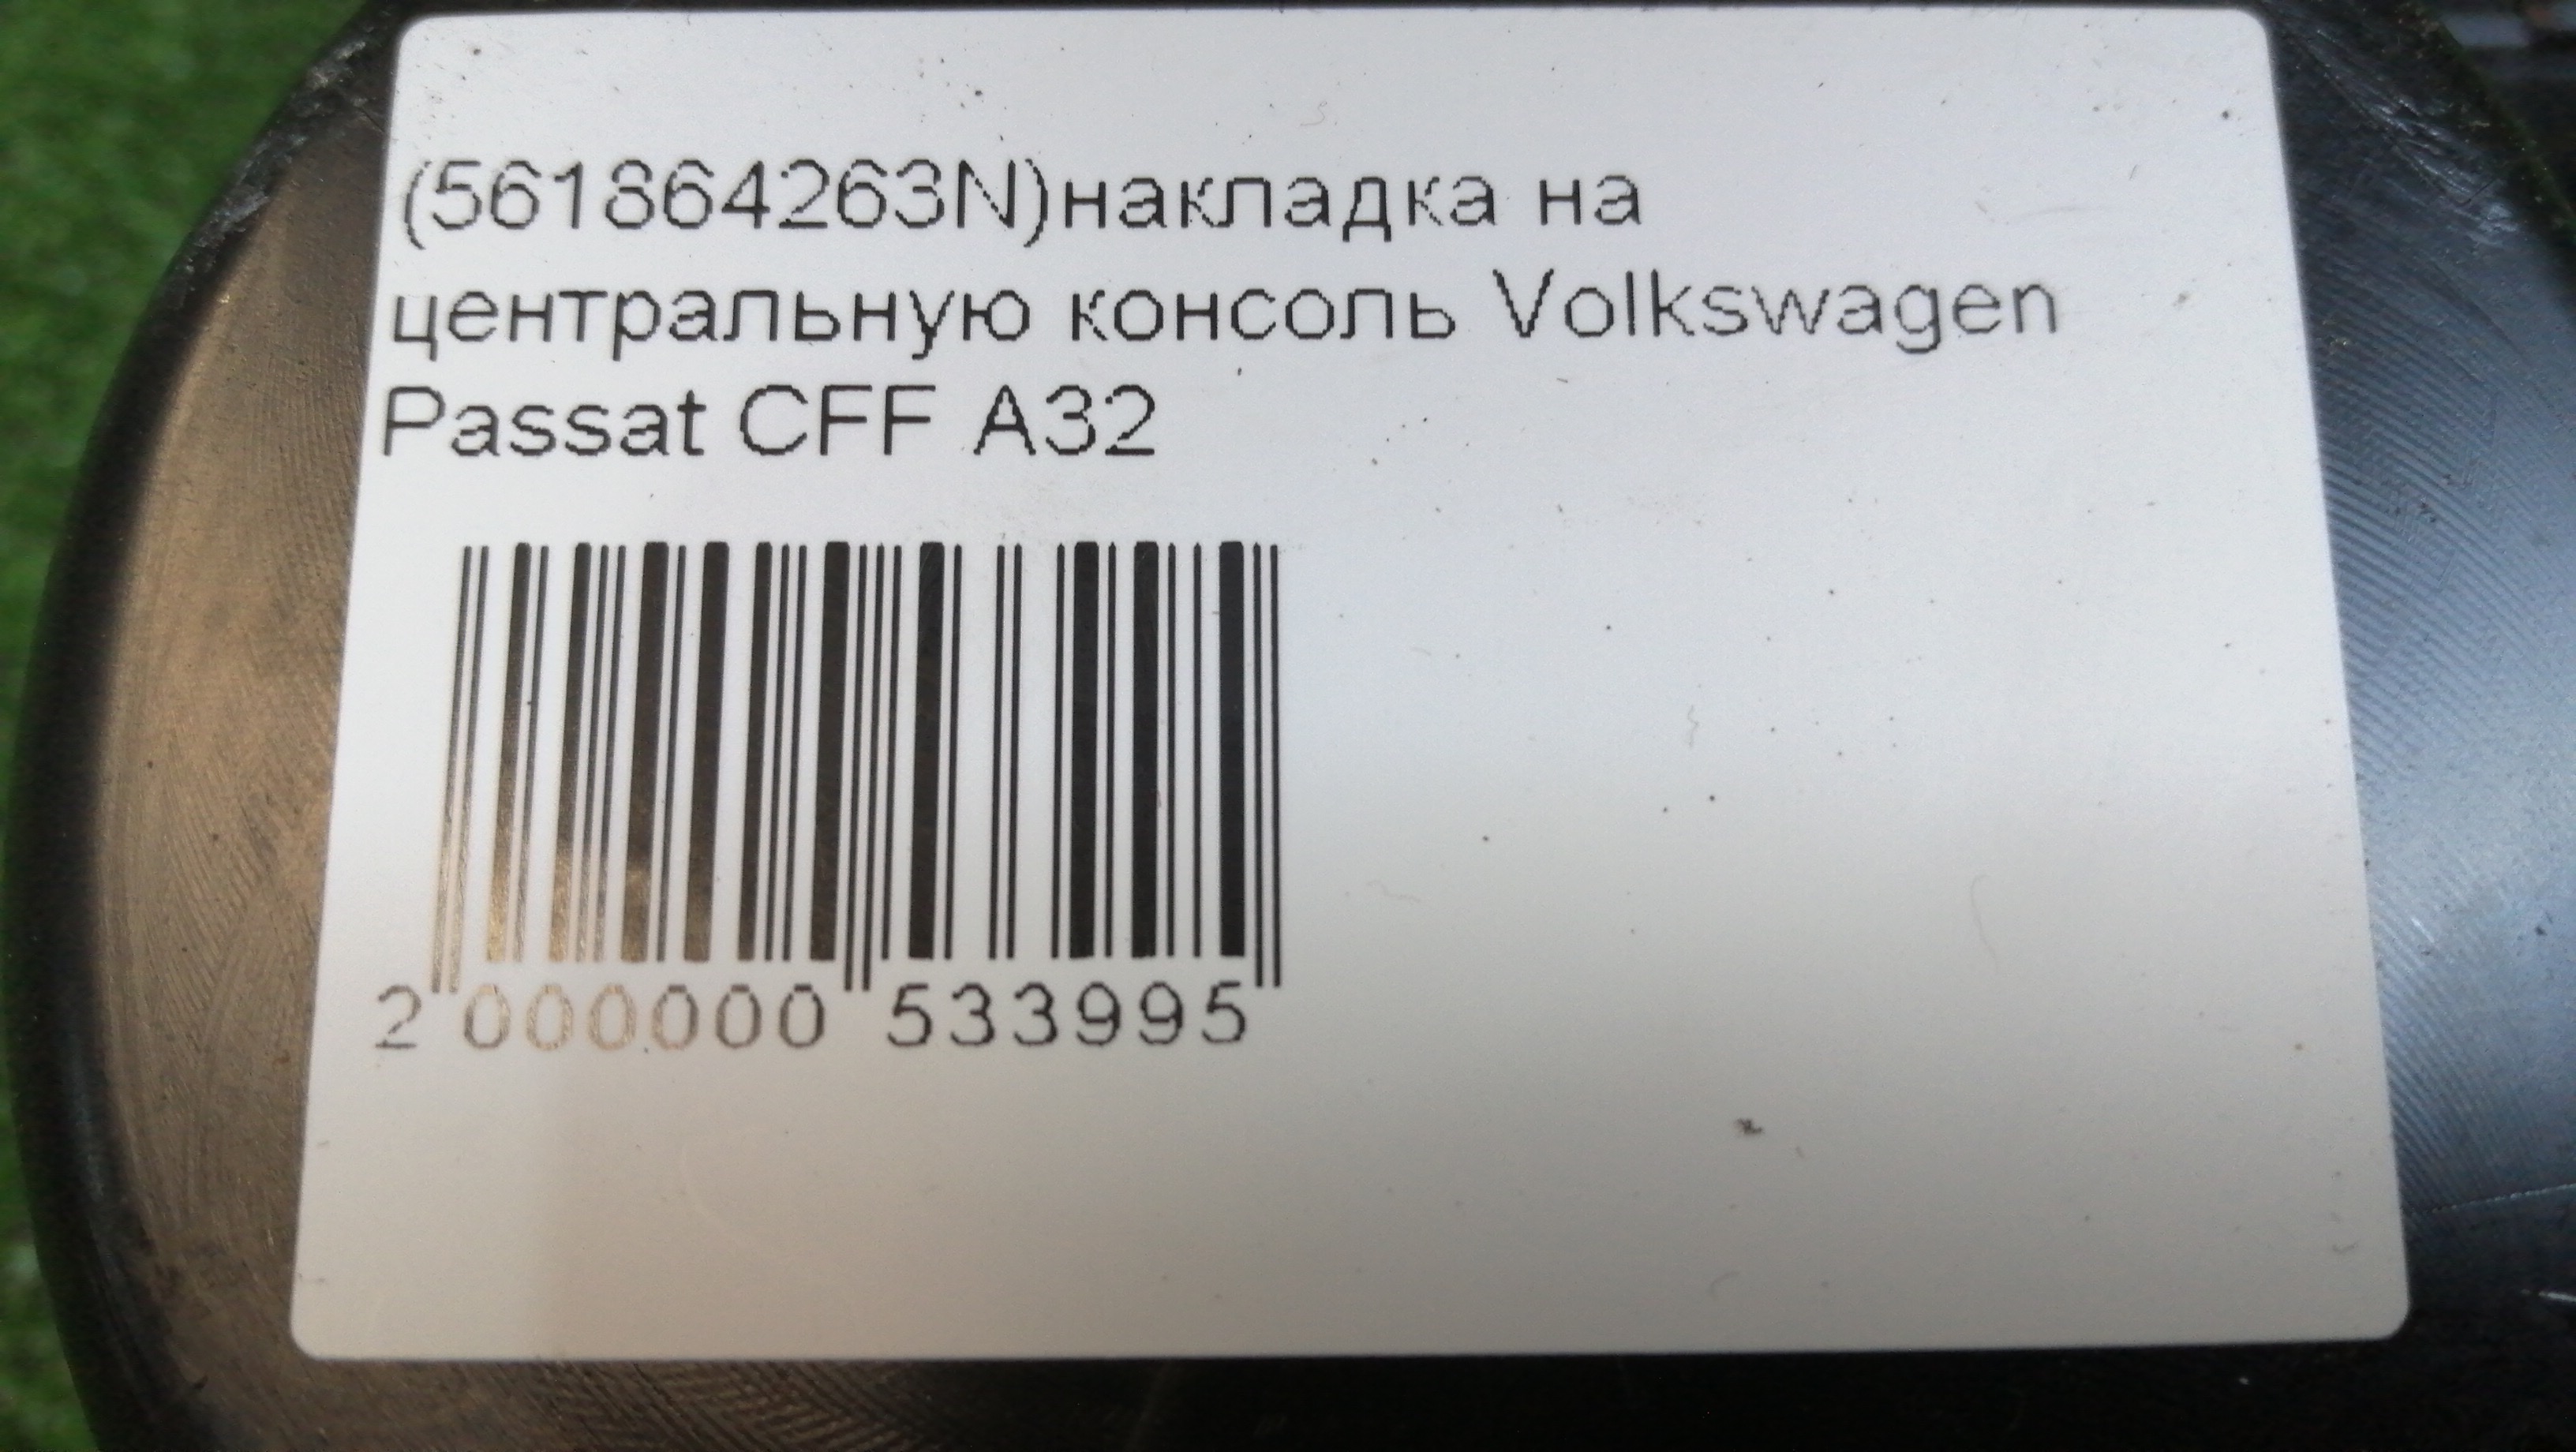 (561864263N)накладка на
центральную консоль Volkswagen
Passat CFF A32
2 000000 533995